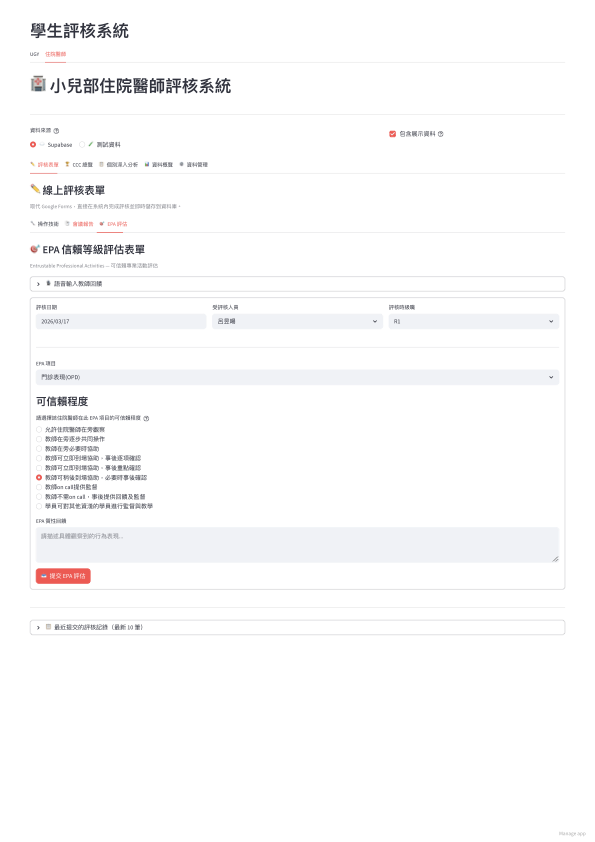 學生評核系統
UGY 住院醫師
小兒部住院醫師評核系統
資料來源
Supabase 測試資料
包含展示資料
評核表單 CCC 總覽 個別深入分析 資料概覽 資料管理
線上評核表單
取代 Google Forms，直接在系統內完成評核並即時儲存到資料庫。
操作技術 會議報告 EPA 評估
EPA 信賴等級評估表單
Entrustable Professional Activities — 可信賴專業活動評估
語音輸入教師回饋
評核日期 受評核人員 評核時級職
2026/03/17 呂昱暘 R1
EPA 項目
門診表現(OPD)
可信賴程度
請選擇該住院醫師在此 EPA 項目的可信賴程度
允許住院醫師在旁觀察
教師在旁逐步共同操作
教師在旁必要時協助
教師可立即到場協助、事後逐項確認
教師可立即到場協助、事後重點確認
教師可稍後到場協助、必要時事後確認
教師on call提供監督
教師不需on call、事後提供回饋及監督
學員可對其他資淺的學員進行監督與教學
EPA 質性回饋
請描述具體觀察到的行為表現...
提交 EPA 評估
最近提交的評核記錄（最新 10 筆）
Manage app